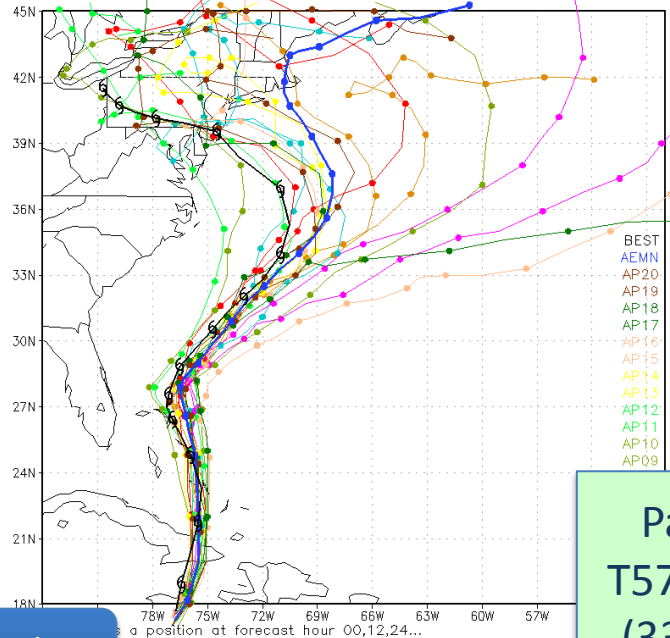 45N
42N
39N
36N
33N
30N
27N
24N
21N
18N
BEST
AEMN
AP20
AP19
AP18
AP17
AP16
AP15
AP14
AP13
AP12
AP11
AP10
AP09
78W 75W 72W 69W 66W 63W 60W 57W
a position at forecast hour 00,12,24...
T57